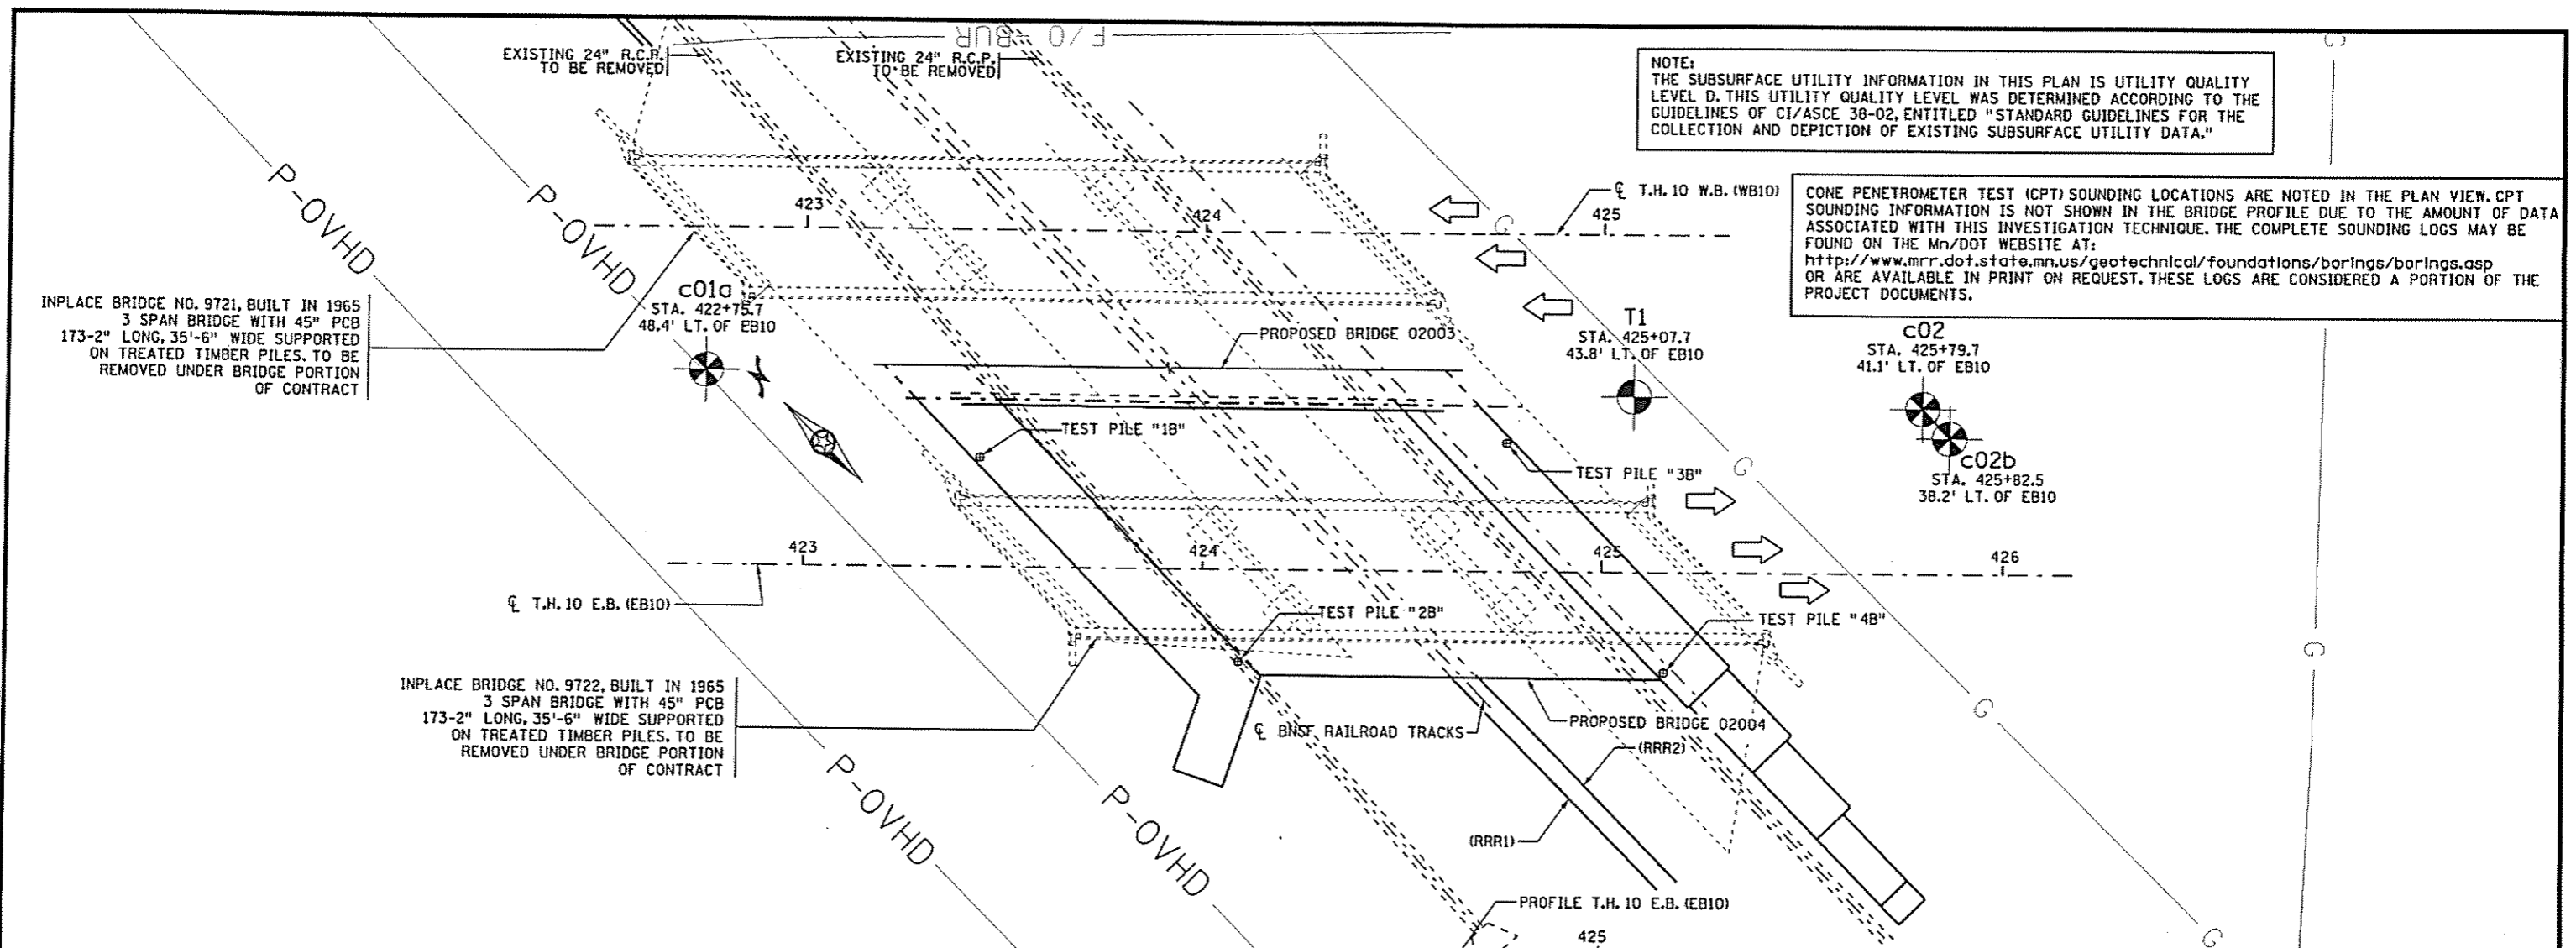 F/O-BUR
EXISTING 24" R.C.P.
TO BE REMOVED
EXISTING 24" R.C.P.
TO BE REMOVED
NOTE:
THE SUBSURFACE UTILITY INFORMATION IN THIS PLAN IS UTILITY QUALITY
LEVEL D. THIS UTILITY QUALITY LEVEL WAS DETERMINED ACCORDING TO THE
GUIDELINES OF CI/ASCE 38-02, ENTITLED "STANDARD GUIDELINES FOR THE
COLLECTION AND DEPICTION OF EXISTING SUBSURFACE UTILITY DATA."
G
P-OVHD
P-OVHD
423
424
425
G
℄ T.H. 10 W.B. (WB10)
CONE PENETROMETER TEST (CPT) SOUNDING LOCATIONS ARE NOTED IN THE PLAN VIEW. CPT
SOUNDING INFORMATION IS NOT SHOWN IN THE BRIDGE PROFILE DUE TO THE AMOUNT OF DATA
ASSOCIATED WITH THIS INVESTIGATION TECHNIQUE. THE COMPLETE SOUNDING LOGS MAY BE
FOUND ON THE Mn/DOT WEBSITE AT:
http://www.mrr.dot.state.mn.us/geotechnical/foundations/borings/borings.asp
OR ARE AVAILABLE IN PRINT ON REQUEST. THESE LOGS ARE CONSIDERED A PORTION OF THE
PROJECT DOCUMENTS.
INPLACE BRIDGE NO. 9721, BUILT IN 1965
3 SPAN BRIDGE WITH 45" PCB
173-2" LONG, 35'-6" WIDE SUPPORTED
ON TREATED TIMBER PILES. TO BE
REMOVED UNDER BRIDGE PORTION
OF CONTRACT
c01a
STA. 422+75.7
48.4' LT. OF EB10
PROPOSED BRIDGE 02003
T1
STA. 425+07.7
43.8' LT. OF EB10
c02
STA. 425+79.7
41.1' LT. OF EB10
TEST PILE "1B"
TEST PILE "3B"
G
c02b
STA. 425+82.5
38.2' LT. OF EB10
423
424
425
426
℄ T.H. 10 E.B. (EB10)
TEST PILE "2B"
TEST PILE "4B"
G
INPLACE BRIDGE NO. 9722, BUILT IN 1965
3 SPAN BRIDGE WITH 45" PCB
173-2" LONG, 35'-6" WIDE SUPPORTED
ON TREATED TIMBER PILES. TO BE
REMOVED UNDER BRIDGE PORTION
OF CONTRACT
℄ BNSF RAILROAD TRACKS
PROPOSED BRIDGE 02004
(RRR2)
G
P-OVHD
P-OVHD
(RRR1)
PROFILE T.H. 10 E.B. (EB10)
425
G